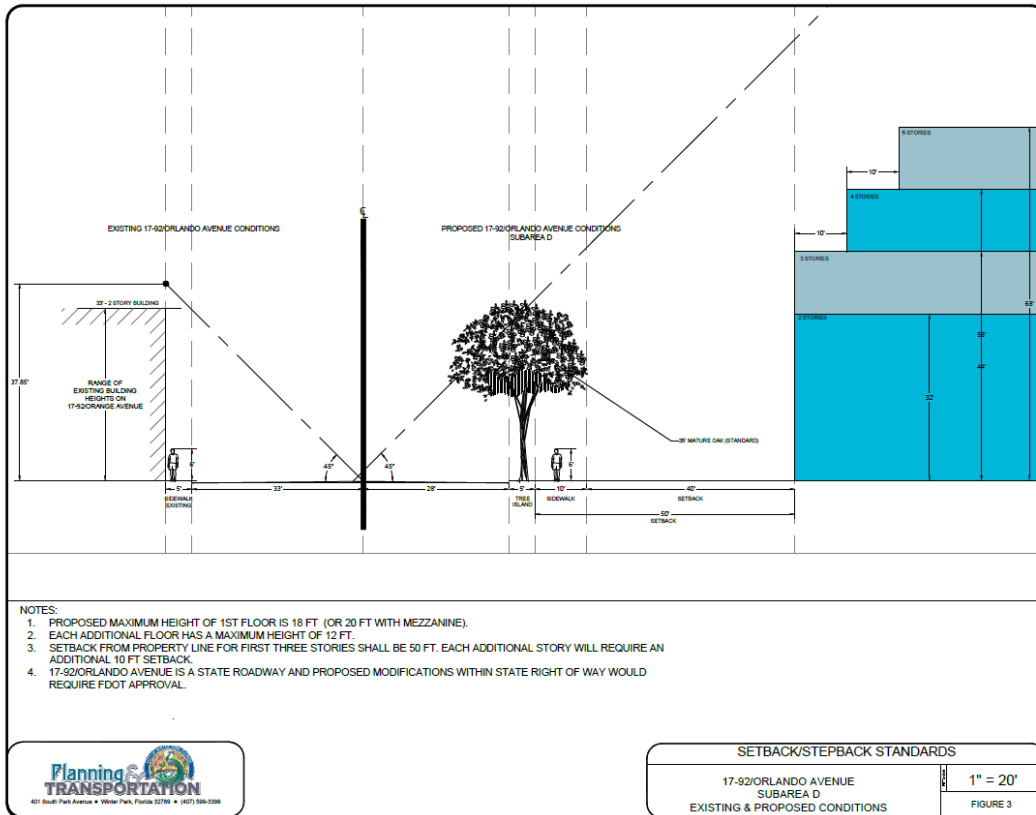 5 STORIES
10'
4 STORIES
℄
EXISTING 17-92/ORLANDO AVENUE CONDITIONS
PROPOSED 17-92/ORLANDO AVENUE CONDITIONS
SUBAREA D
10'
3 STORIES
33' - 2 STORY BUILDING
2 STORIES
68'
56'
44'
37.85'
RANGE OF
EXISTING BUILDING
HEIGHTS ON
17-92/ORANGE AVENUE
32'
36' MATURE OAK (STANDARD)
6'
45°
45°
6'
5'
33'
28'
5'
10'
40'
SIDEWALK
EXISTING
TREE
ISLAND
SIDEWALK
SETBACK
50'
SETBACK
NOTES:
1. PROPOSED MAXIMUM HEIGHT OF 1ST FLOOR IS 18 FT (OR 20 FT WITH MEZZANINE).
2. EACH ADDITIONAL FLOOR HAS A MAXIMUM HEIGHT OF 12 FT.
3. SETBACK FROM PROPERTY LINE FOR FIRST THREE STORIES SHALL BE 50 FT. EACH ADDITIONAL STORY WILL REQUIRE AN
ADDITIONAL 10 FT SETBACK.
4. 17-92/ORLANDO AVENUE IS A STATE ROADWAY AND PROPOSED MODIFICATIONS WITHIN STATE RIGHT OF WAY WOULD
REQUIRE FDOT APPROVAL.
Planning &
TRANSPORTATION
401 South Park Avenue • Winter Park, Florida 32789 • (407) 599-3399
SETBACK/STEPBACK STANDARDS
17-92/ORLANDO AVENUE
SUBAREA D
EXISTING & PROPOSED CONDITIONS
1" = 20'
FIGURE 3